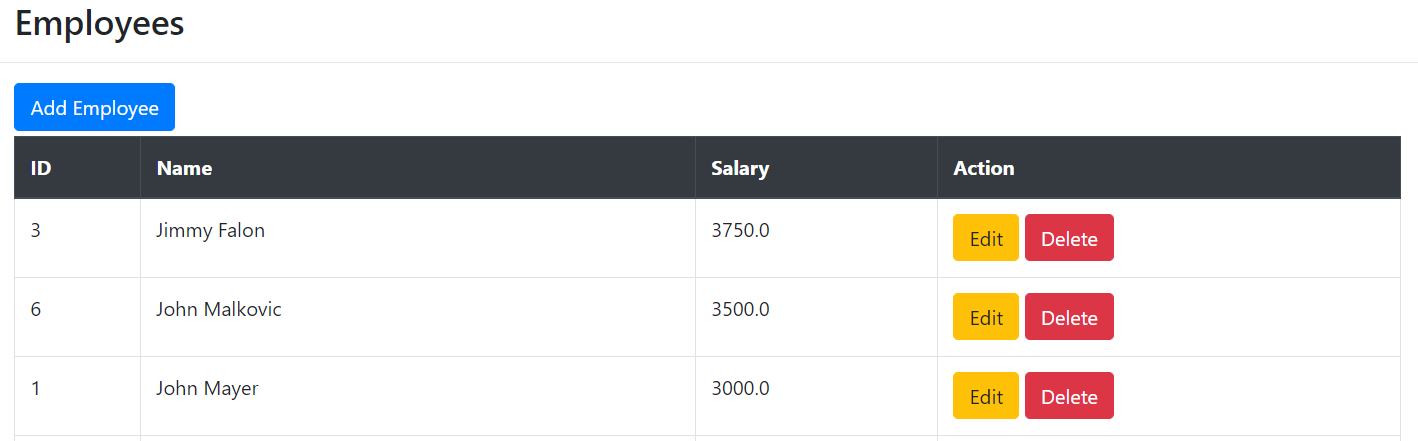 Employees
Add Employee
ID Name Salary Action
3 Jimmy Falon 3750.0 Edit Delete
6 John Malkovic 3500.0 Edit Delete
1 John Mayer 3000.0 Edit Delete